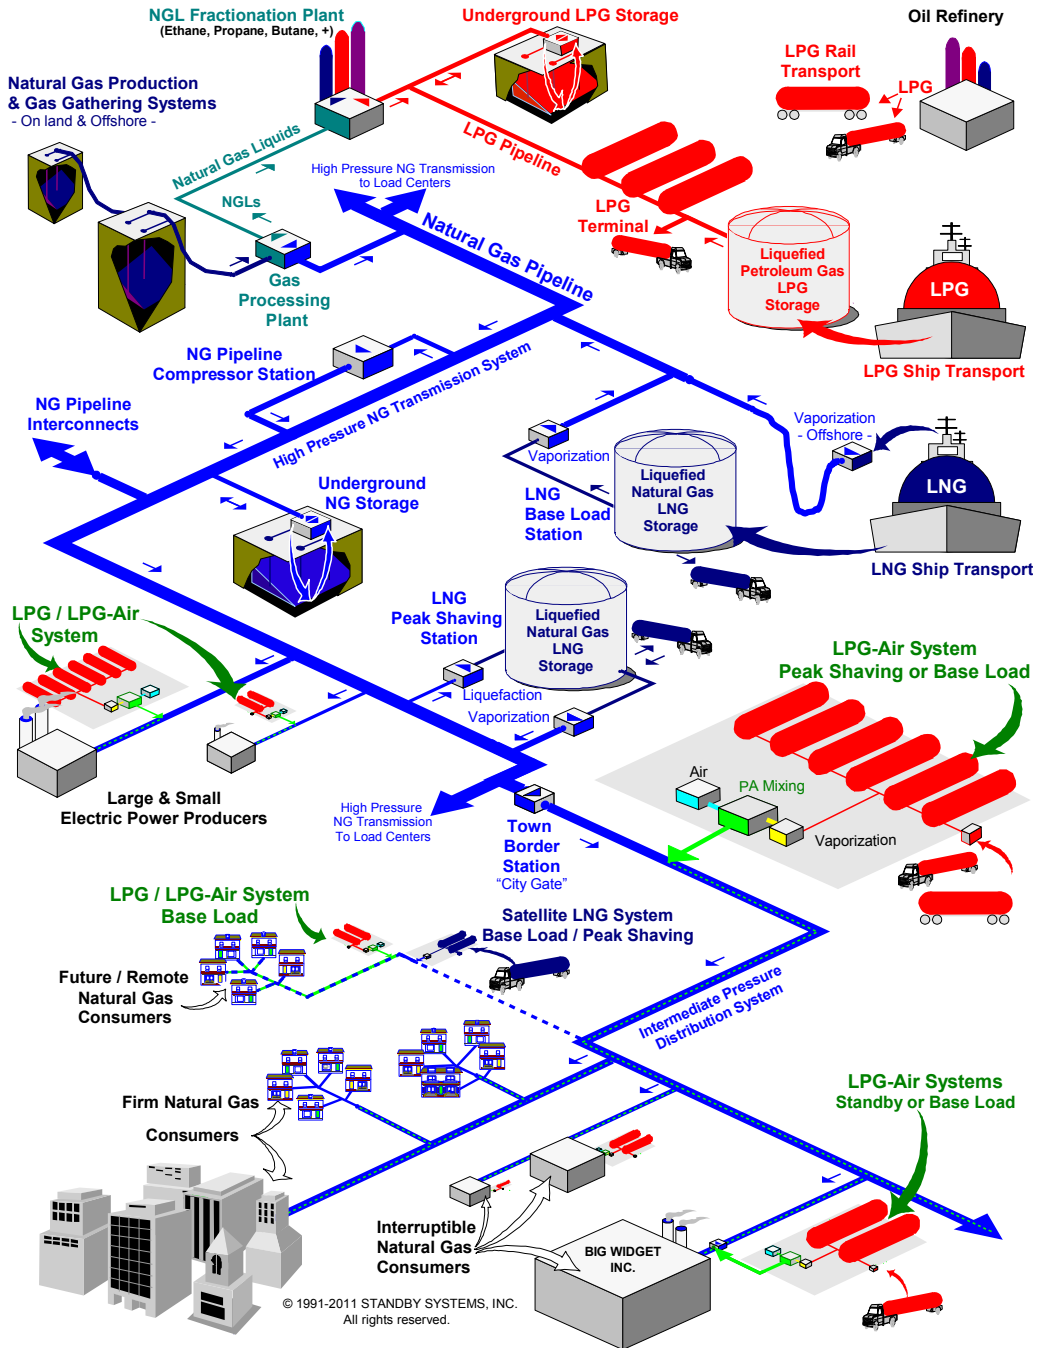 NGL Fractionation Plant
(Ethane, Propane, Butane, +)
Underground LPG Storage
Oil Refinery
LPG Rail
Transport
LPG
Natural Gas Production
& Gas Gathering Systems
- On land & Offshore -
Natural Gas Liquids
LPG Pipeline
High Pressure NG Transmission
to Load Centers
NGLs
LPG
Terminal
Natural Gas Pipeline
Gas
Processing
Plant
Liquefied
Petroleum Gas
LPG
Storage
LPG
LPG Ship Transport
NG Pipeline
Compressor Station
High Pressure NG Transmission System
NG Pipeline
Interconnects
Vaporization
- Offshore -
Vaporization
Underground
NG Storage
LNG
Base Load
Station
Liquefied
Natural Gas
LNG
Storage
LNG
LNG Ship Transport
LNG
Peak Shaving
Station
Liquefied
Natural Gas
LNG
Storage
LPG / LPG-Air
System
LPG-Air System
Peak Shaving or Base Load
Liquefaction
Vaporization
Air
PA Mixing
Vaporization
Large & Small
Electric Power Producers
High Pressure
NG Transmission
To Load Centers
Town
Border
Station
“City Gate”
LPG / LPG-Air System
Base Load
Satellite LNG System
Base Load / Peak Shaving
Future / Remote
Natural Gas
Consumers
Intermediate Pressure
Distribution System
Firm Natural Gas
Consumers
LPG-Air Systems
Standby or Base Load
Interruptible
Natural Gas
Consumers
BIG WIDGET
INC.
© 1991-2011 STANDBY SYSTEMS, INC.
All rights reserved.